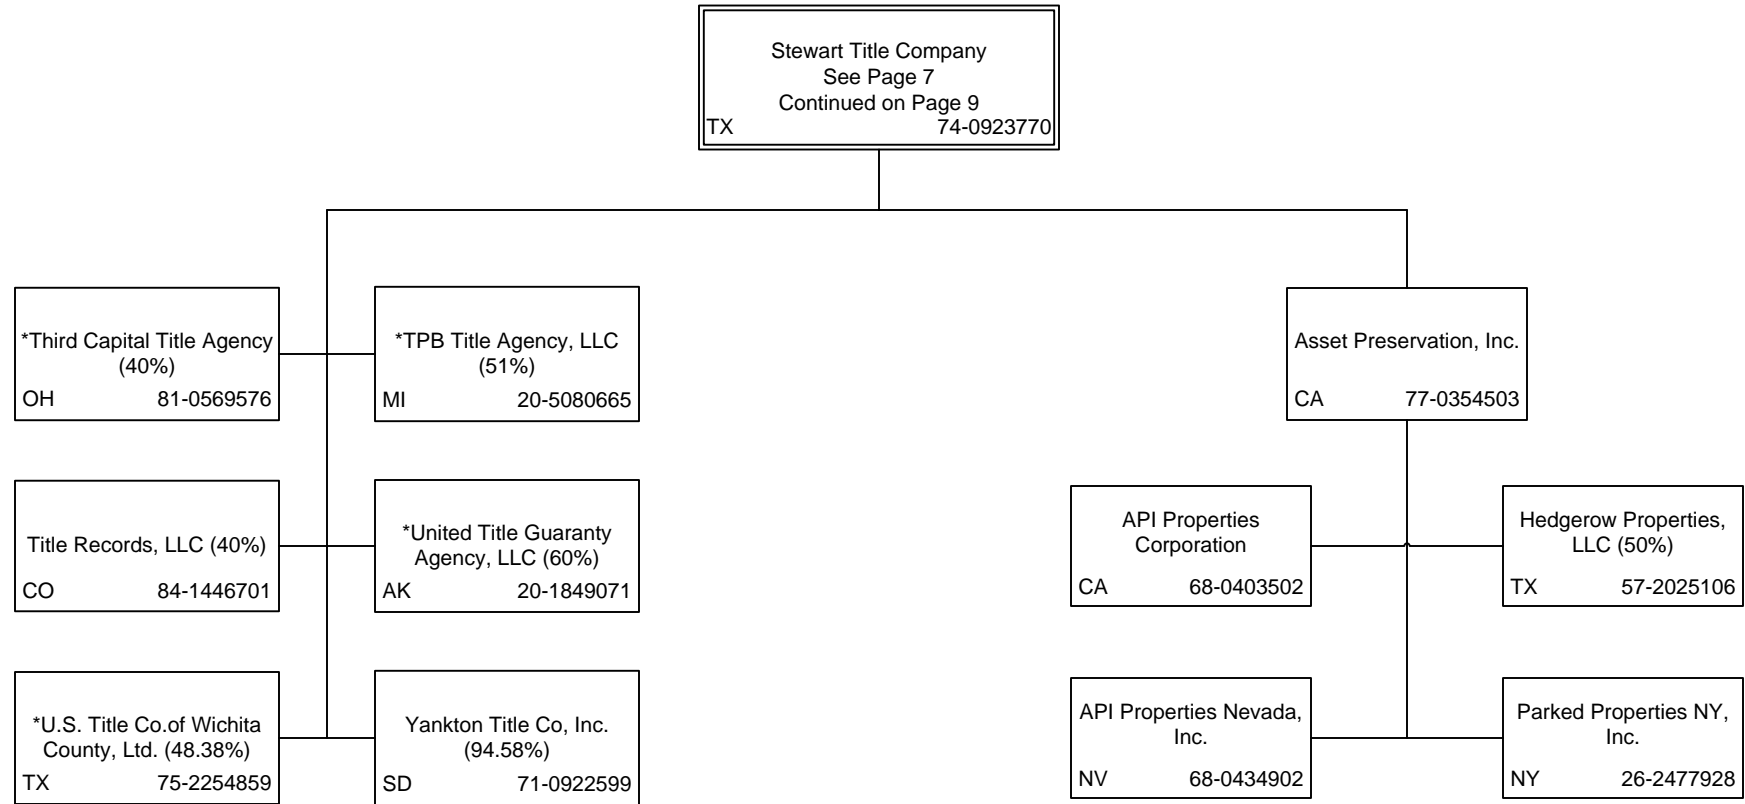 Stewart Title Company
See Page 7
Continued on Page 9
TX 74-0923770
*Third Capital Title Agency
(40%)
OH 81-0569576
*TPB Title Agency, LLC
(51%)
MI 20-5080665
Asset Preservation, Inc.
CA 77-0354503
Title Records, LLC (40%)
CO 84-1446701
*United Title Guaranty
Agency, LLC (60%)
AK 20-1849071
API Properties
Corporation
CA 68-0403502
Hedgerow Properties,
LLC (50%)
TX 57-2025106
*U.S. Title Co.of Wichita
County, Ltd. (48.38%)
TX 75-2254859
Yankton Title Co, Inc.
(94.58%)
SD 71-0922599
API Properties Nevada,
Inc.
NV 68-0434902
Parked Properties NY,
Inc.
NY 26-2477928